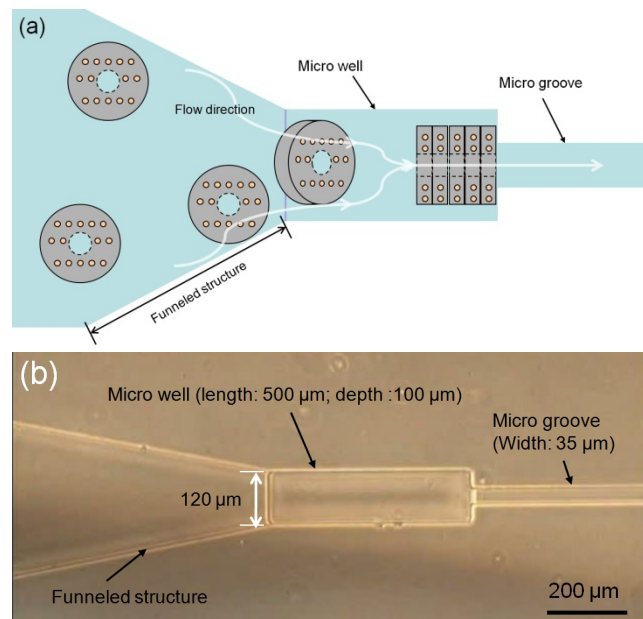 (a)
Micro well
Micro groove
Flow direction
Funneled structure
(b)
Micro well (length: 500 µm; depth :100 µm)
Micro groove
(Width: 35 µm)
120 µm
Funneled structure
200 µm